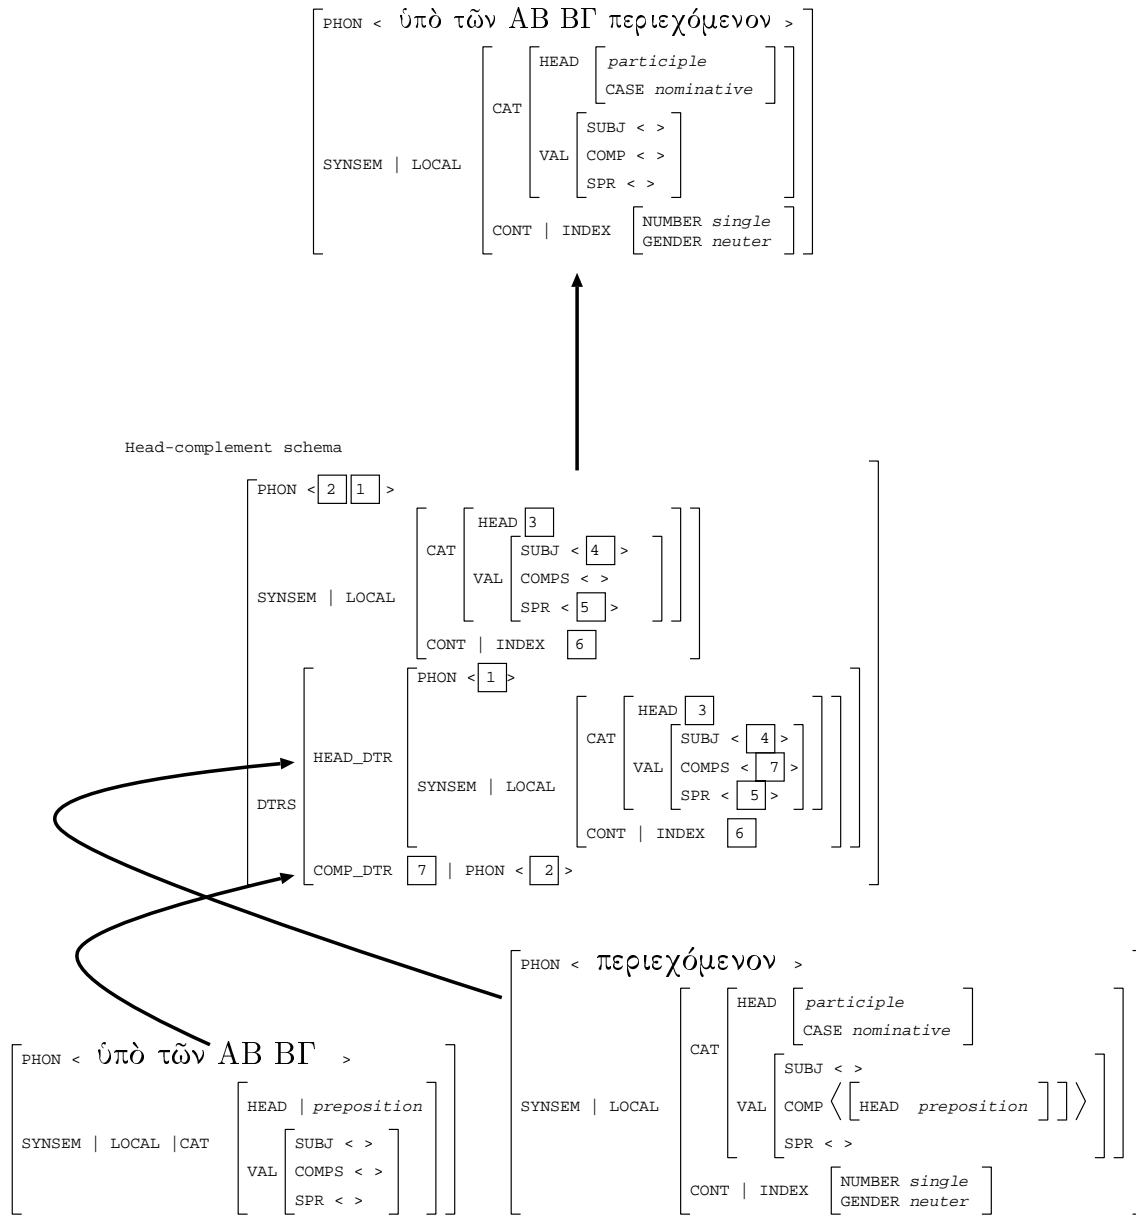 PHON < ὑπὸ τῶν ΑΒ ΒΓ περιεχόμενον >
HEAD participle
CASE nominative
CAT
SUBJ < >
VAL COMP < >
SYNSEM | LOCAL
SPR < >
NUMBER single
CONT | INDEX
GENDER neuter
Head-complement schema
PHON < 2 1 >
HEAD 3
CAT SUBJ < 4 >
VAL COMPS < >
SYNSEM | LOCAL
SPR < 5 >
CONT | INDEX 6
PHON < 1 >
HEAD 3
CAT SUBJ < 4 >
HEAD_DTR
VAL COMPS < 7 >
SYNSEM | LOCAL
SPR < 5 >
DTRS
CONT | INDEX 6
COMP_DTR 7 | PHON < 2 >
PHON < περιεχόμενον >
HEAD participle
CASE nominative
CAT
SUBJ < >
VAL COMP < HEAD preposition >
SYNSEM | LOCAL
SPR < >
NUMBER single
CONT | INDEX
GENDER neuter
PHON < ὑπὸ τῶν ΑΒ ΒΓ >
HEAD | preposition
SYNSEM | LOCAL |CAT
SUBJ < >
VAL COMPS < >
SPR < >